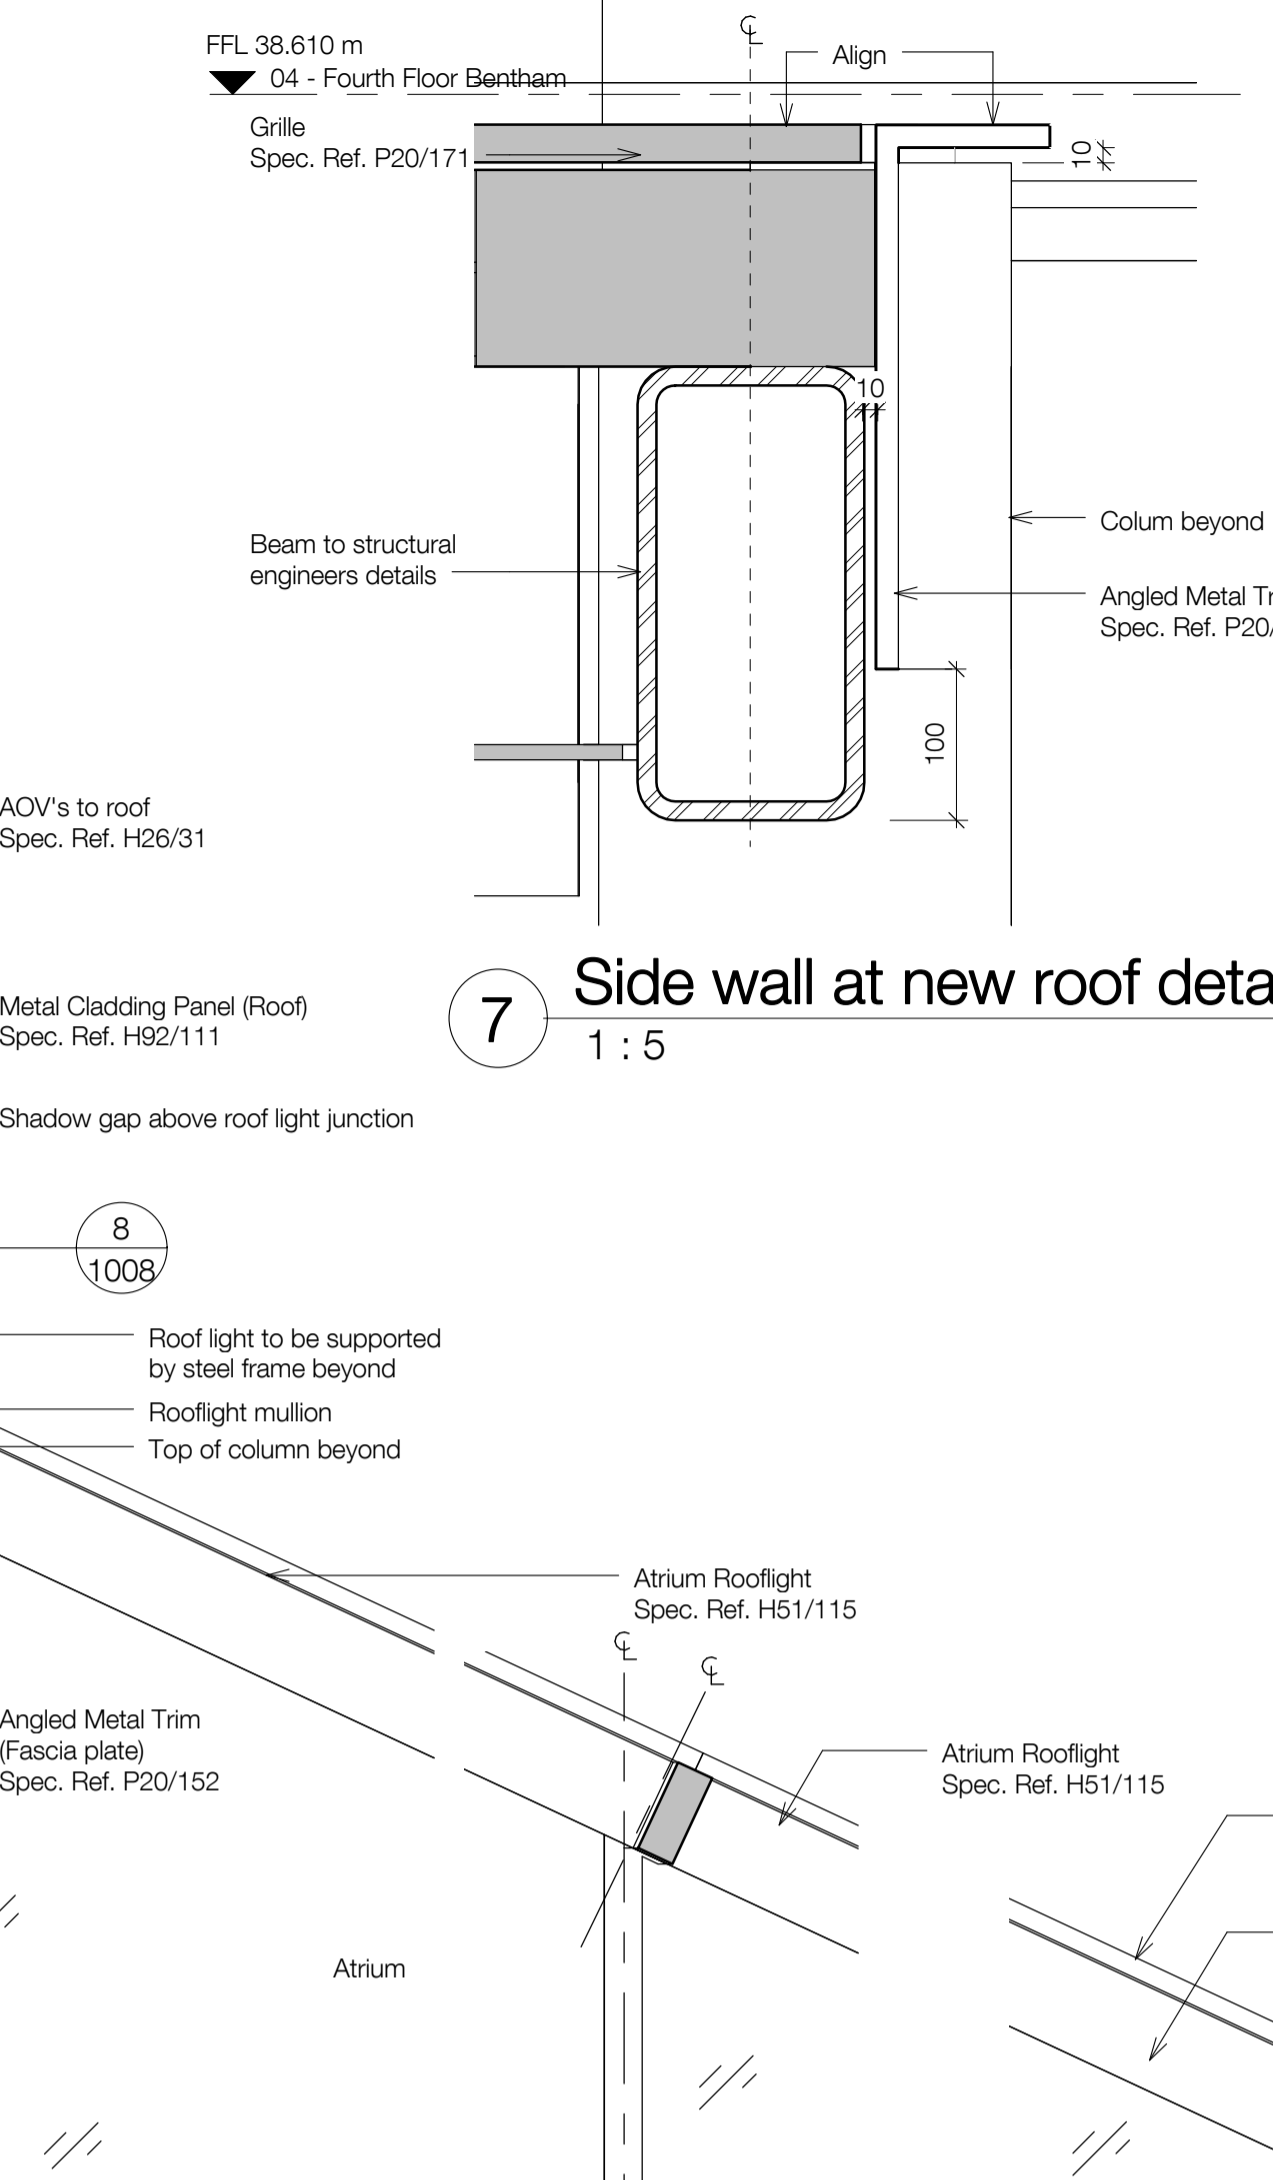 FFL 38.610 m
04 - Fourth Floor Bentham
℄
Align
Grille
Spec. Ref. P20/171
10
10
Beam to structural
engineers details
Colum beyond
Angled Metal Tr
Spec. Ref. P20/
100
AOV's to roof
Spec. Ref. H26/31
Metal Cladding Panel (Roof)
Spec. Ref. H92/111
7
Side wall at new roof deta
1 : 5
Shadow gap above roof light junction
8
1008
Roof light to be supported
by steel frame beyond
Rooflight mullion
Top of column beyond
Atrium Rooflight
Spec. Ref. H51/115
℄
℄
Angled Metal Trim
(Fascia plate)
Spec. Ref. P20/152
Atrium Rooflight
Spec. Ref. H51/115
Atrium